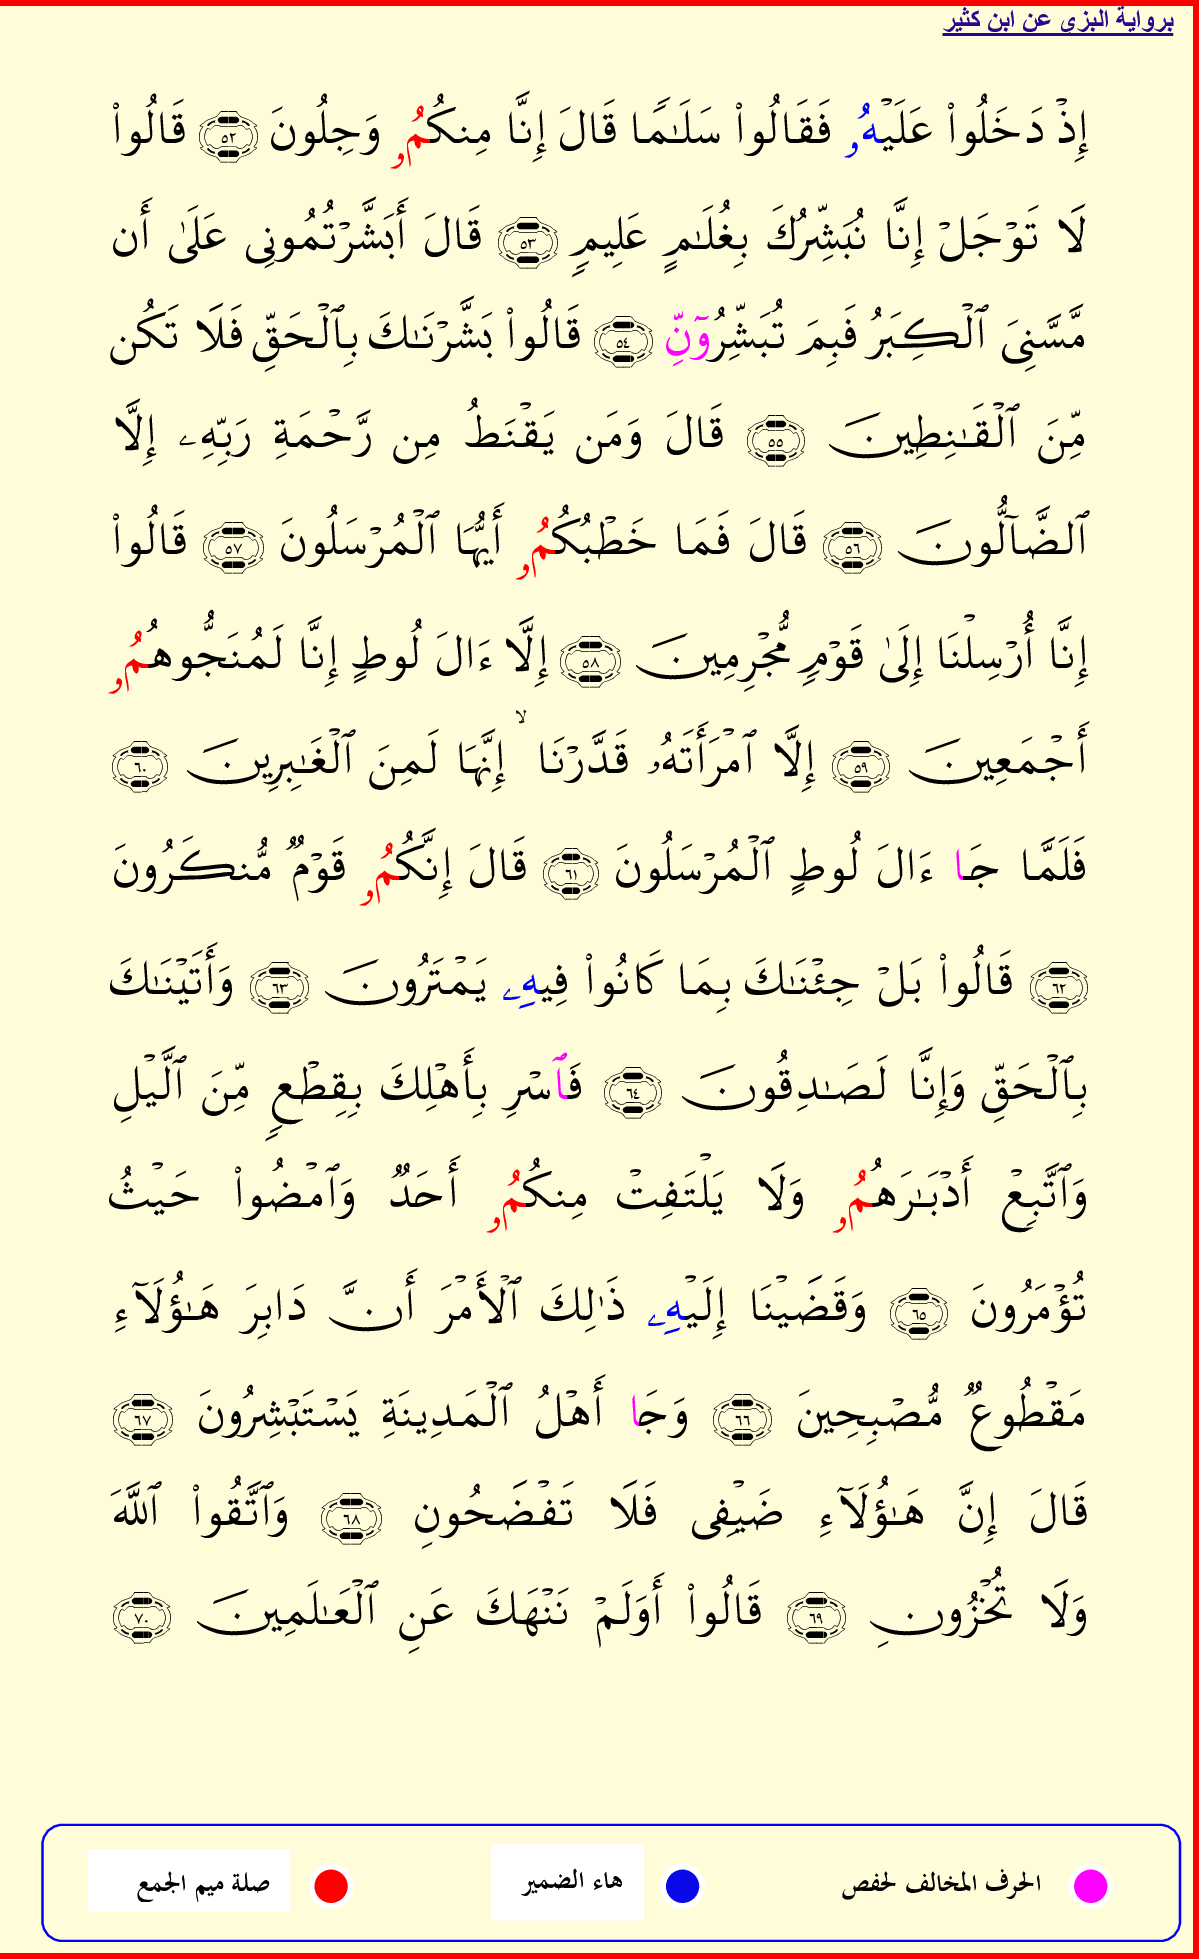 برواية البزي عن ابن كثير
إِذۡ دَخَلُوا۟ عَلَيۡهُۥ فَقَالُوا۟ سَلَـٰمࣰا قَالَ إِنَّا مِنكُمُۥ وَجِلُونَ ٥٢ قَالُوا۟
لَا تَوۡجَلۡ إِنَّا نُبَشِّرُكَ بِغُلَـٰمٍ عَلِيمࣲ ٥٣ قَالَ أَبَشَّرۡتُمُونِى عَلَىٰ أَن
مَّسَّنِىَ ٱلۡكِبَرُ فَبِمَ تُبَشِّرُوٓنِّ ٥٤ قَالُوا۟ بَشَّرۡنَـٰكَ بِٱلۡحَقِّ فَلَا تَكُن
مِّنَ ٱلۡقَـٰنِطِينَ ٥٥ قَالَ وَمَن يَقۡنَطُ مِن رَّحۡمَةِ رَبِّهِۦ إِلَّا
ٱلضَّاۤلُّونَ ٥٦ قَالَ فَمَا خَطۡبُكُمُۥ أَيُّهَا ٱلۡمُرۡسَلُونَ ٥٧ قَالُوا۟
إِنَّا أُرۡسِلۡنَا إِلَىٰ قَوۡمࣲ مُّجۡرِمِينَ ٥٨ إِلَّا ءَالَ لُوطٍ إِنَّا لَمُنَجُّوهُمُۥ
أَجۡمَعِينَ ٥٩ إِلَّا ٱمۡرَأَتَهُۥ قَدَّرۡنَا ۙ إِنَّهَا لَمِنَ ٱلۡغَـٰبِرِينَ ٦٠
فَلَمَّا جَا ءَالَ لُوطٍ ٱلۡمُرۡسَلُونَ ٦١ قَالَ إِنَّكُمُۥ قَوۡمࣱ مُّنكَرُونَ
٦٢ قَالُوا۟ بَلۡ جِئۡنَـٰكَ بِمَا كَانُوا۟ فِيهِۦ يَمۡتَرُونَ ٦٣ وَأَتَيۡنَـٰكَ
بِٱلۡحَقِّ وَإِنَّا لَصَـٰدِقُونَ ٦٤ فَٱسۡرِ بِأَهۡلِكَ بِقِطۡعࣲ مِّنَ ٱلَّيۡلِ
وَٱتَّبِعۡ أَدۡبَـٰرَهُمُۥ وَلَا يَلۡتَفِتۡ مِنكُمُۥ أَحَدࣱ وَٱمۡضُوا۟ حَيۡثُ
تُؤۡمَرُونَ ٦٥ وَقَضَيۡنَا إِلَيۡهِۦ ذَٰلِكَ ٱلۡأَمۡرَ أَنَّ دَابِرَ هَـٰۤؤُلَاۤءِ
مَقۡطُوعࣱ مُّصۡبِحِينَ ٦٦ وَجَا أَهۡلُ ٱلۡمَدِينَةِ يَسۡتَبۡشِرُونَ ٦٧
قَالَ إِنَّ هَـٰؤُلَاۤءِ ضَيۡفِى فَلَا تَفۡضَحُونِ ٦٨ وَٱتَّقُوا۟ ٱللَّهَ
وَلَا تُخۡزُونِ ٦٩ قَالُوا۟ أَوَلَمۡ نَنۡهَكَ عَنِ ٱلۡعَـٰلَمِينَ ٧٠
الحرف المخالف لحفص
هاء الضمير
صلة ميم الجمع